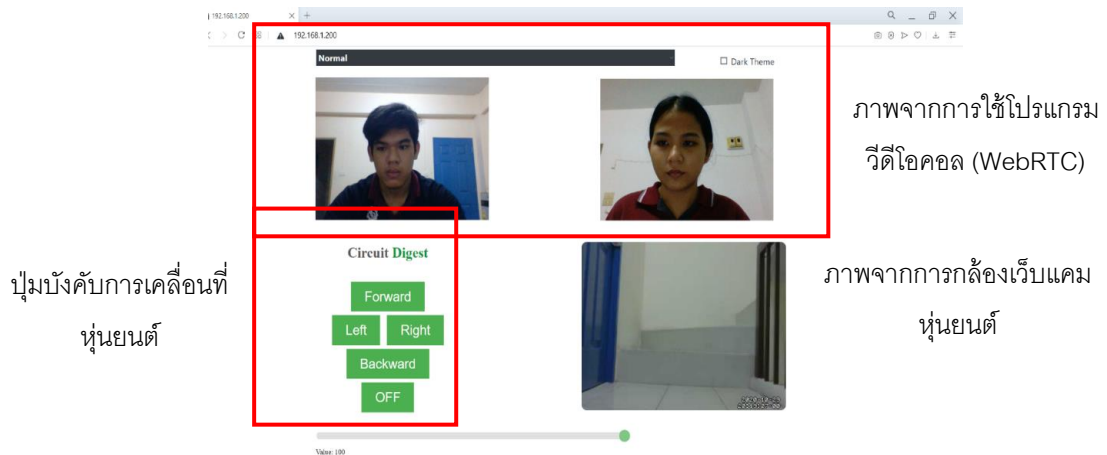 192.168.1.200
192.168.1.200
Normal
Dark Theme
ภาพจากการใช้โปรแกรม
วีดีโอคอล (WebRTC)
Circuit Digest
ปุ่มบังคับการเคลื่อนที่
หุ่นยนต์
Forward
Left Right
Backward
OFF
ภาพจากการกล้องเว็บแคม
หุ่นยนต์
Value: 100